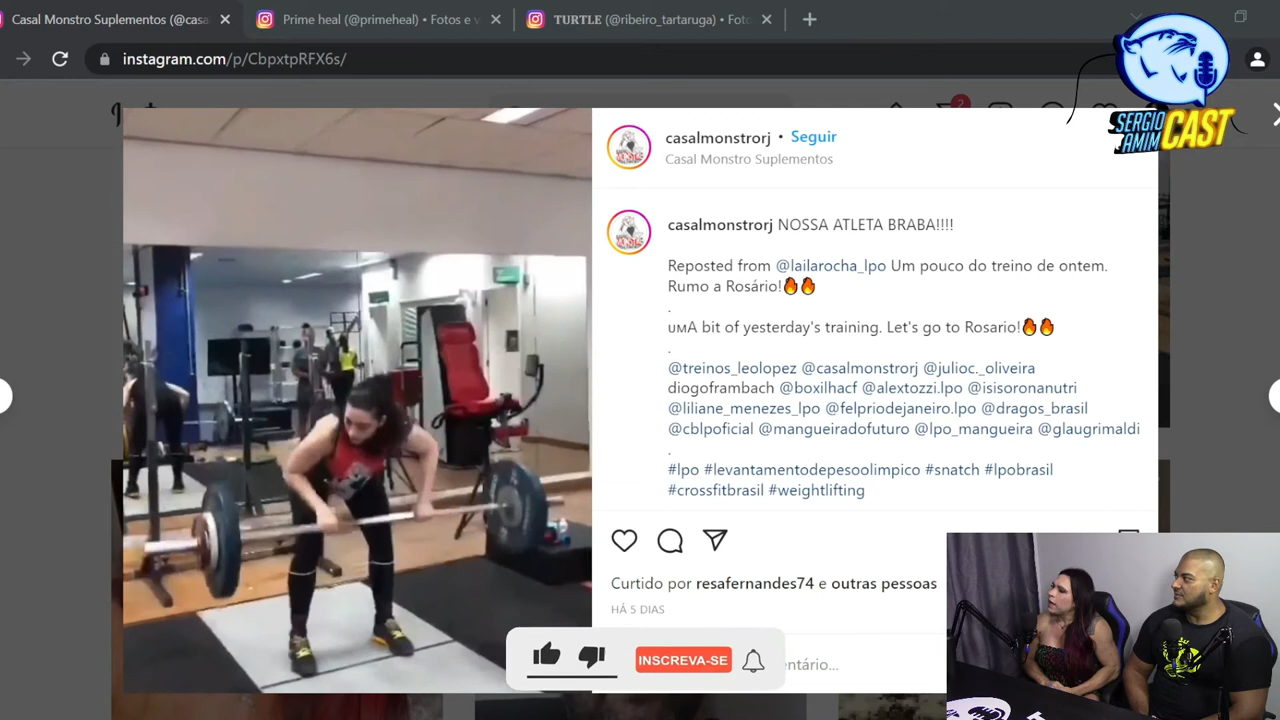 Casal Monstro Suplementos (@casa
Prime heal (@primeheal) • Fotos e v
TURTLE (@ribeiro_tartaruga) • Foto
instagram.com/p/CbpxtpRFX6s/
SERGIO
AMIM
CAST
2
casalmonstrorj • Seguir
Casal Monstro Suplementos
casalmonstrorj NOSSA ATLETA BRABA!!!!
Reposted from @lailarocha_lpo Um pouco do treino de ontem.
Rumo a Rosário!🔥🔥
.
uмA bit of yesterday's training. Let's go to Rosario!🔥🔥
.
@treinos_leolopez @casalmonstrorj @julioc._oliveira
diogoframbach @boxilhacf @alextozzi.lpo @isisoronanutri
@liliane_menezes_lpo @felpriodejaneiro.lpo @dragos_brasil
@cblpoficial @mangueiradofuturo @lpo_mangueira @glaugrimaldi
.
#lpo #levantamentodepesoolimpico #snatch #lpobrasil
#crossfitbrasil #weightlifting
Curtido por resafernandes74 e outras pessoas
HÁ 5 DIAS
INSCREVA-SE
entário...